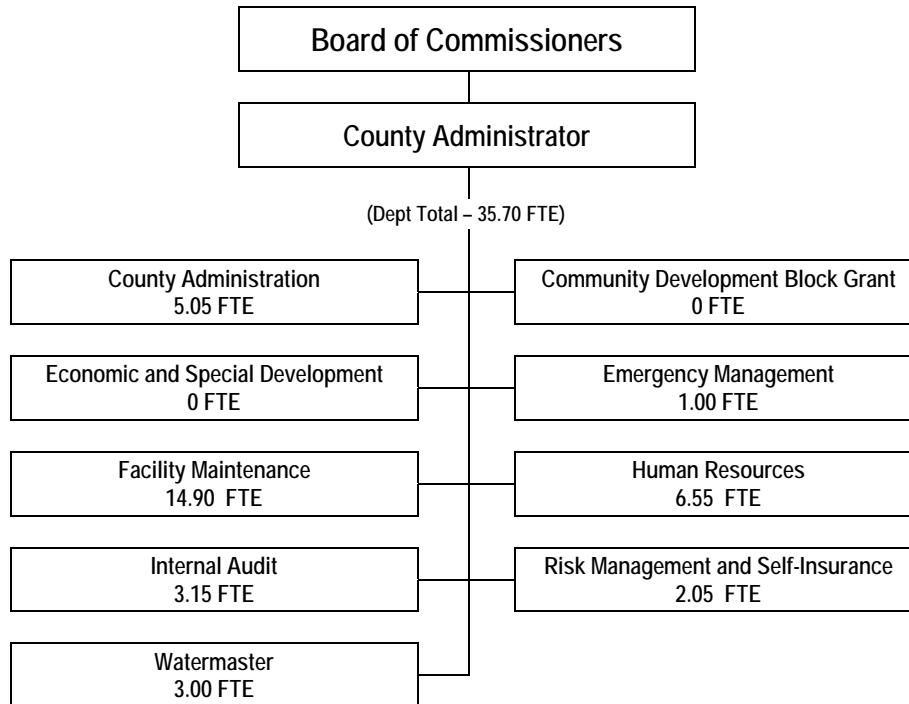 Board of Commissioners
County Administrator
(Dept Total – 35.70 FTE)
County Administration
5.05 FTE
Community Development Block Grant
0 FTE
Economic and Special Development
0 FTE
Emergency Management
1.00 FTE
Facility Maintenance
14.90 FTE
Human Resources
6.55 FTE
Internal Audit
3.15 FTE
Risk Management and Self-Insurance
2.05 FTE
Watermaster
3.00 FTE